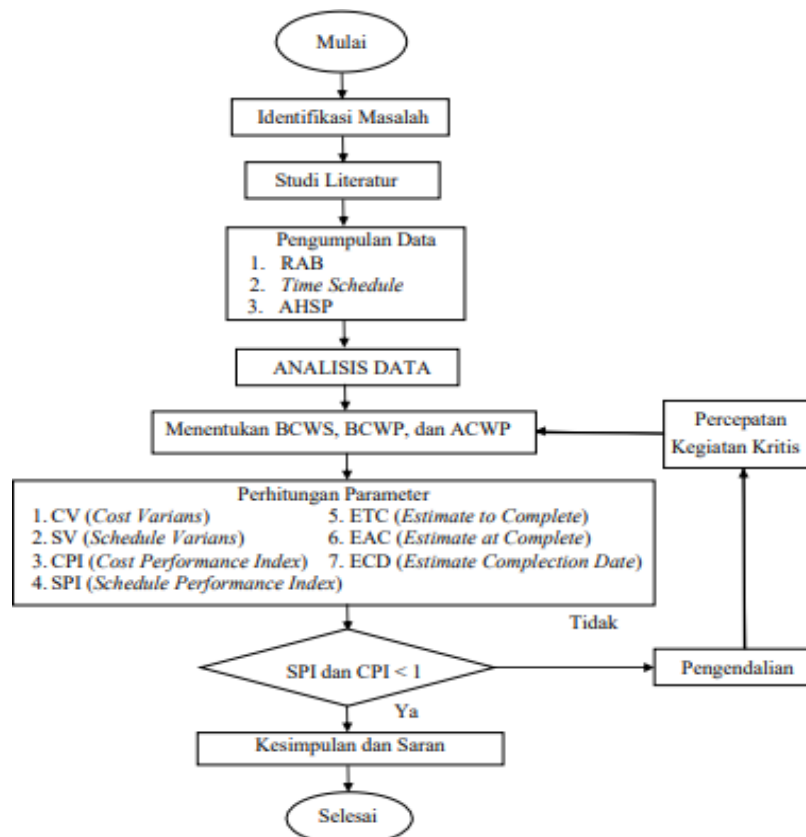 Mulai
Identifikasi Masalah
Studi Literatur
Pengumpulan Data
1. RAB
2. Time Schedule
3. AHSP
ANALISIS DATA
Menentukan BCWS, BCWP, dan ACWP
Percepatan
Kegiatan Kritis
Perhitungan Parameter
1. CV (Cost Varians)
2. SV (Schedule Varians)
3. CPI (Cost Performance Index)
4. SPI (Schedule Performance Index)
5. ETC (Estimate to Complete)
6. EAC (Estimate at Complete)
7. ECD (Estimate Complection Date)
Tidak
SPI dan CPI < 1
Pengendalian
Ya
Kesimpulan dan Saran
Selesai